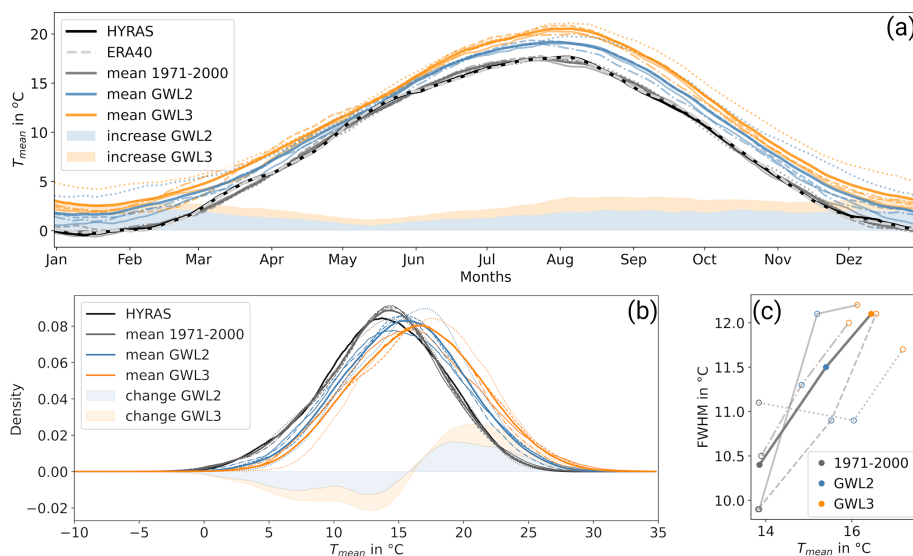 (a)
20
15
10
5
0
T_mean in °C
HYRAS
ERA40
mean 1971-2000
mean GWL2
mean GWL3
increase GWL2
increase GWL3
Jan Feb Mar Apr May Jun Jul Aug Sep Oct Nov Dez
Months
(b)
0.08
0.06
0.04
0.02
0.00
−0.02
Density
HYRAS
mean 1971-2000
mean GWL2
mean GWL3
change GWL2
change GWL3
−10 −5 0 5 10 15 20 25 30 35
T_mean in °C
(c)
12.0
11.5
11.0
10.5
10.0
FWHM in °C
1971-2000
GWL2
GWL3
14 16
T_mean in °C